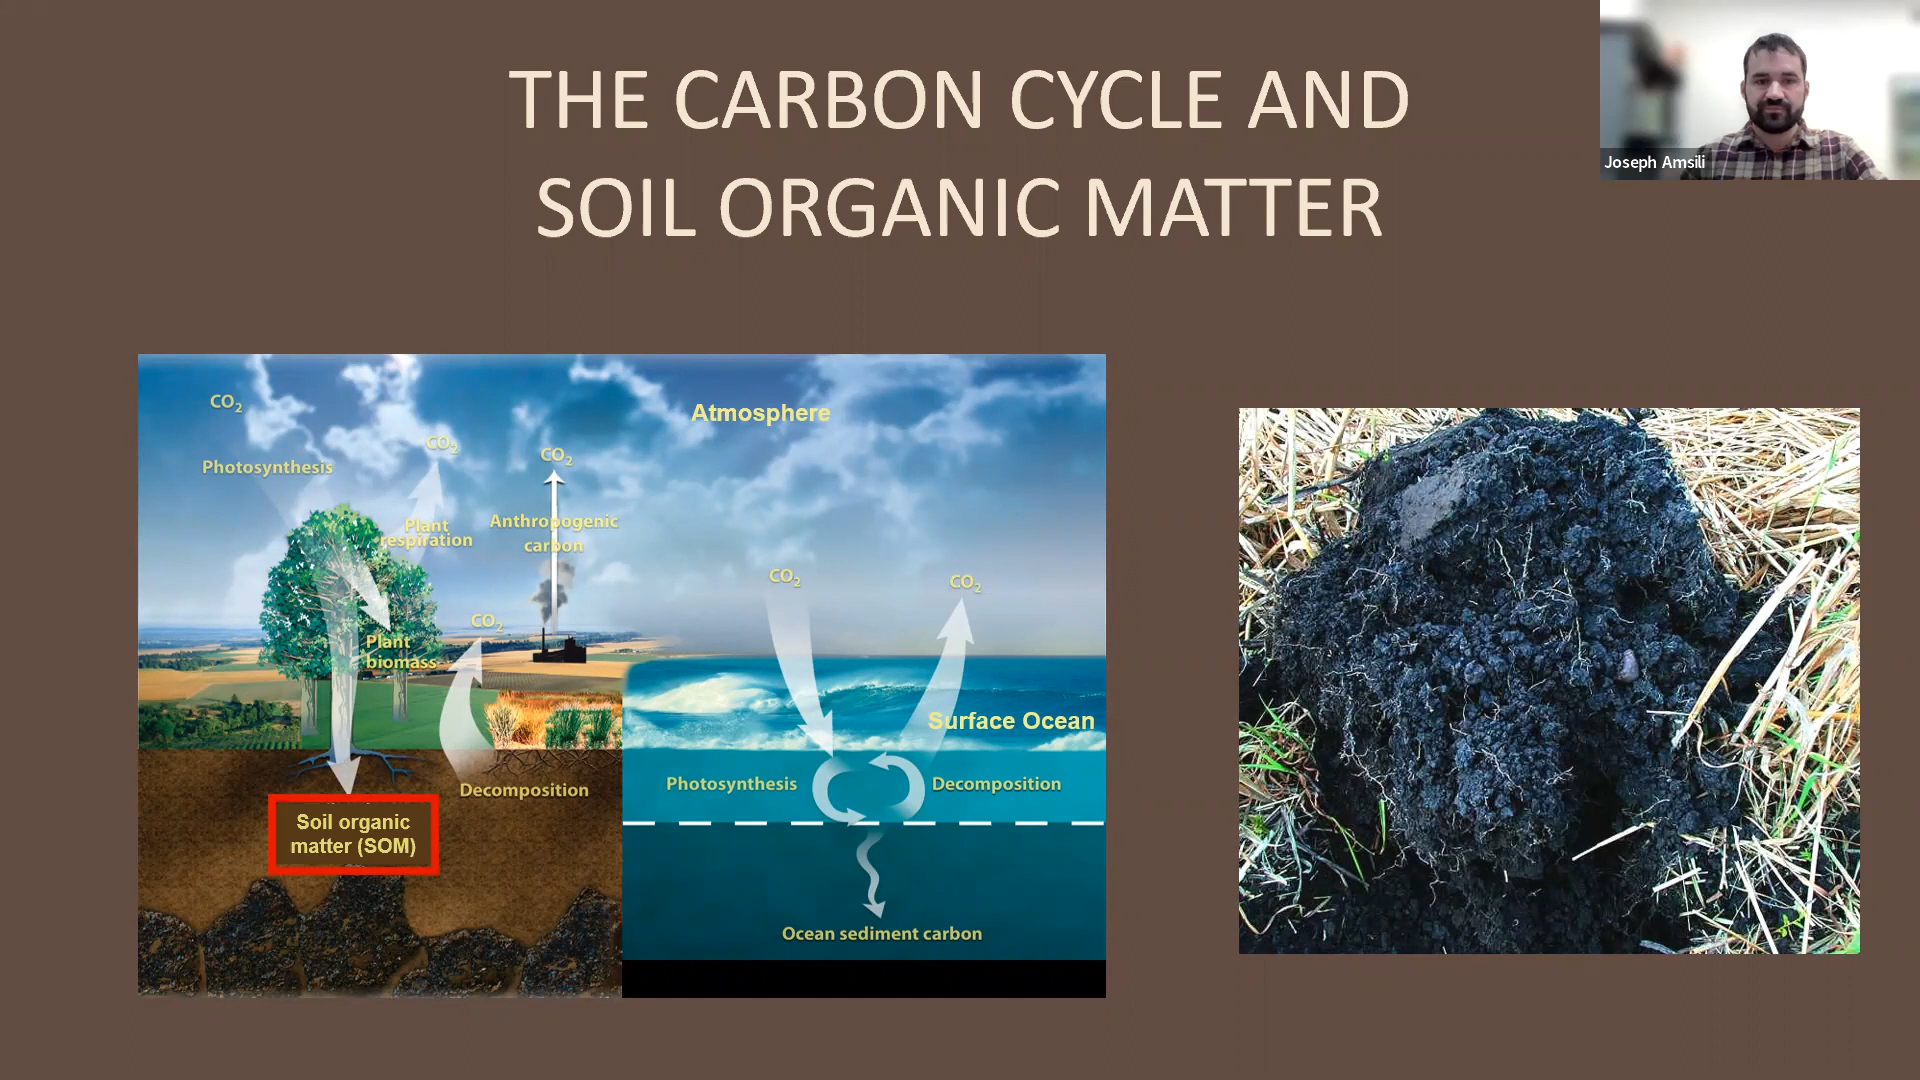 THE CARBON CYCLE AND
SOIL ORGANIC MATTER
Joseph Amsili
CO2
Atmosphere
CO2
CO2
Photosynthesis
Plant
respiration
Anthropogenic
carbon
CO2
CO2
CO2
Plant
biomass
Surface Ocean
Photosynthesis
Decomposition
Decomposition
Soil organic
matter (SOM)
Ocean sediment carbon